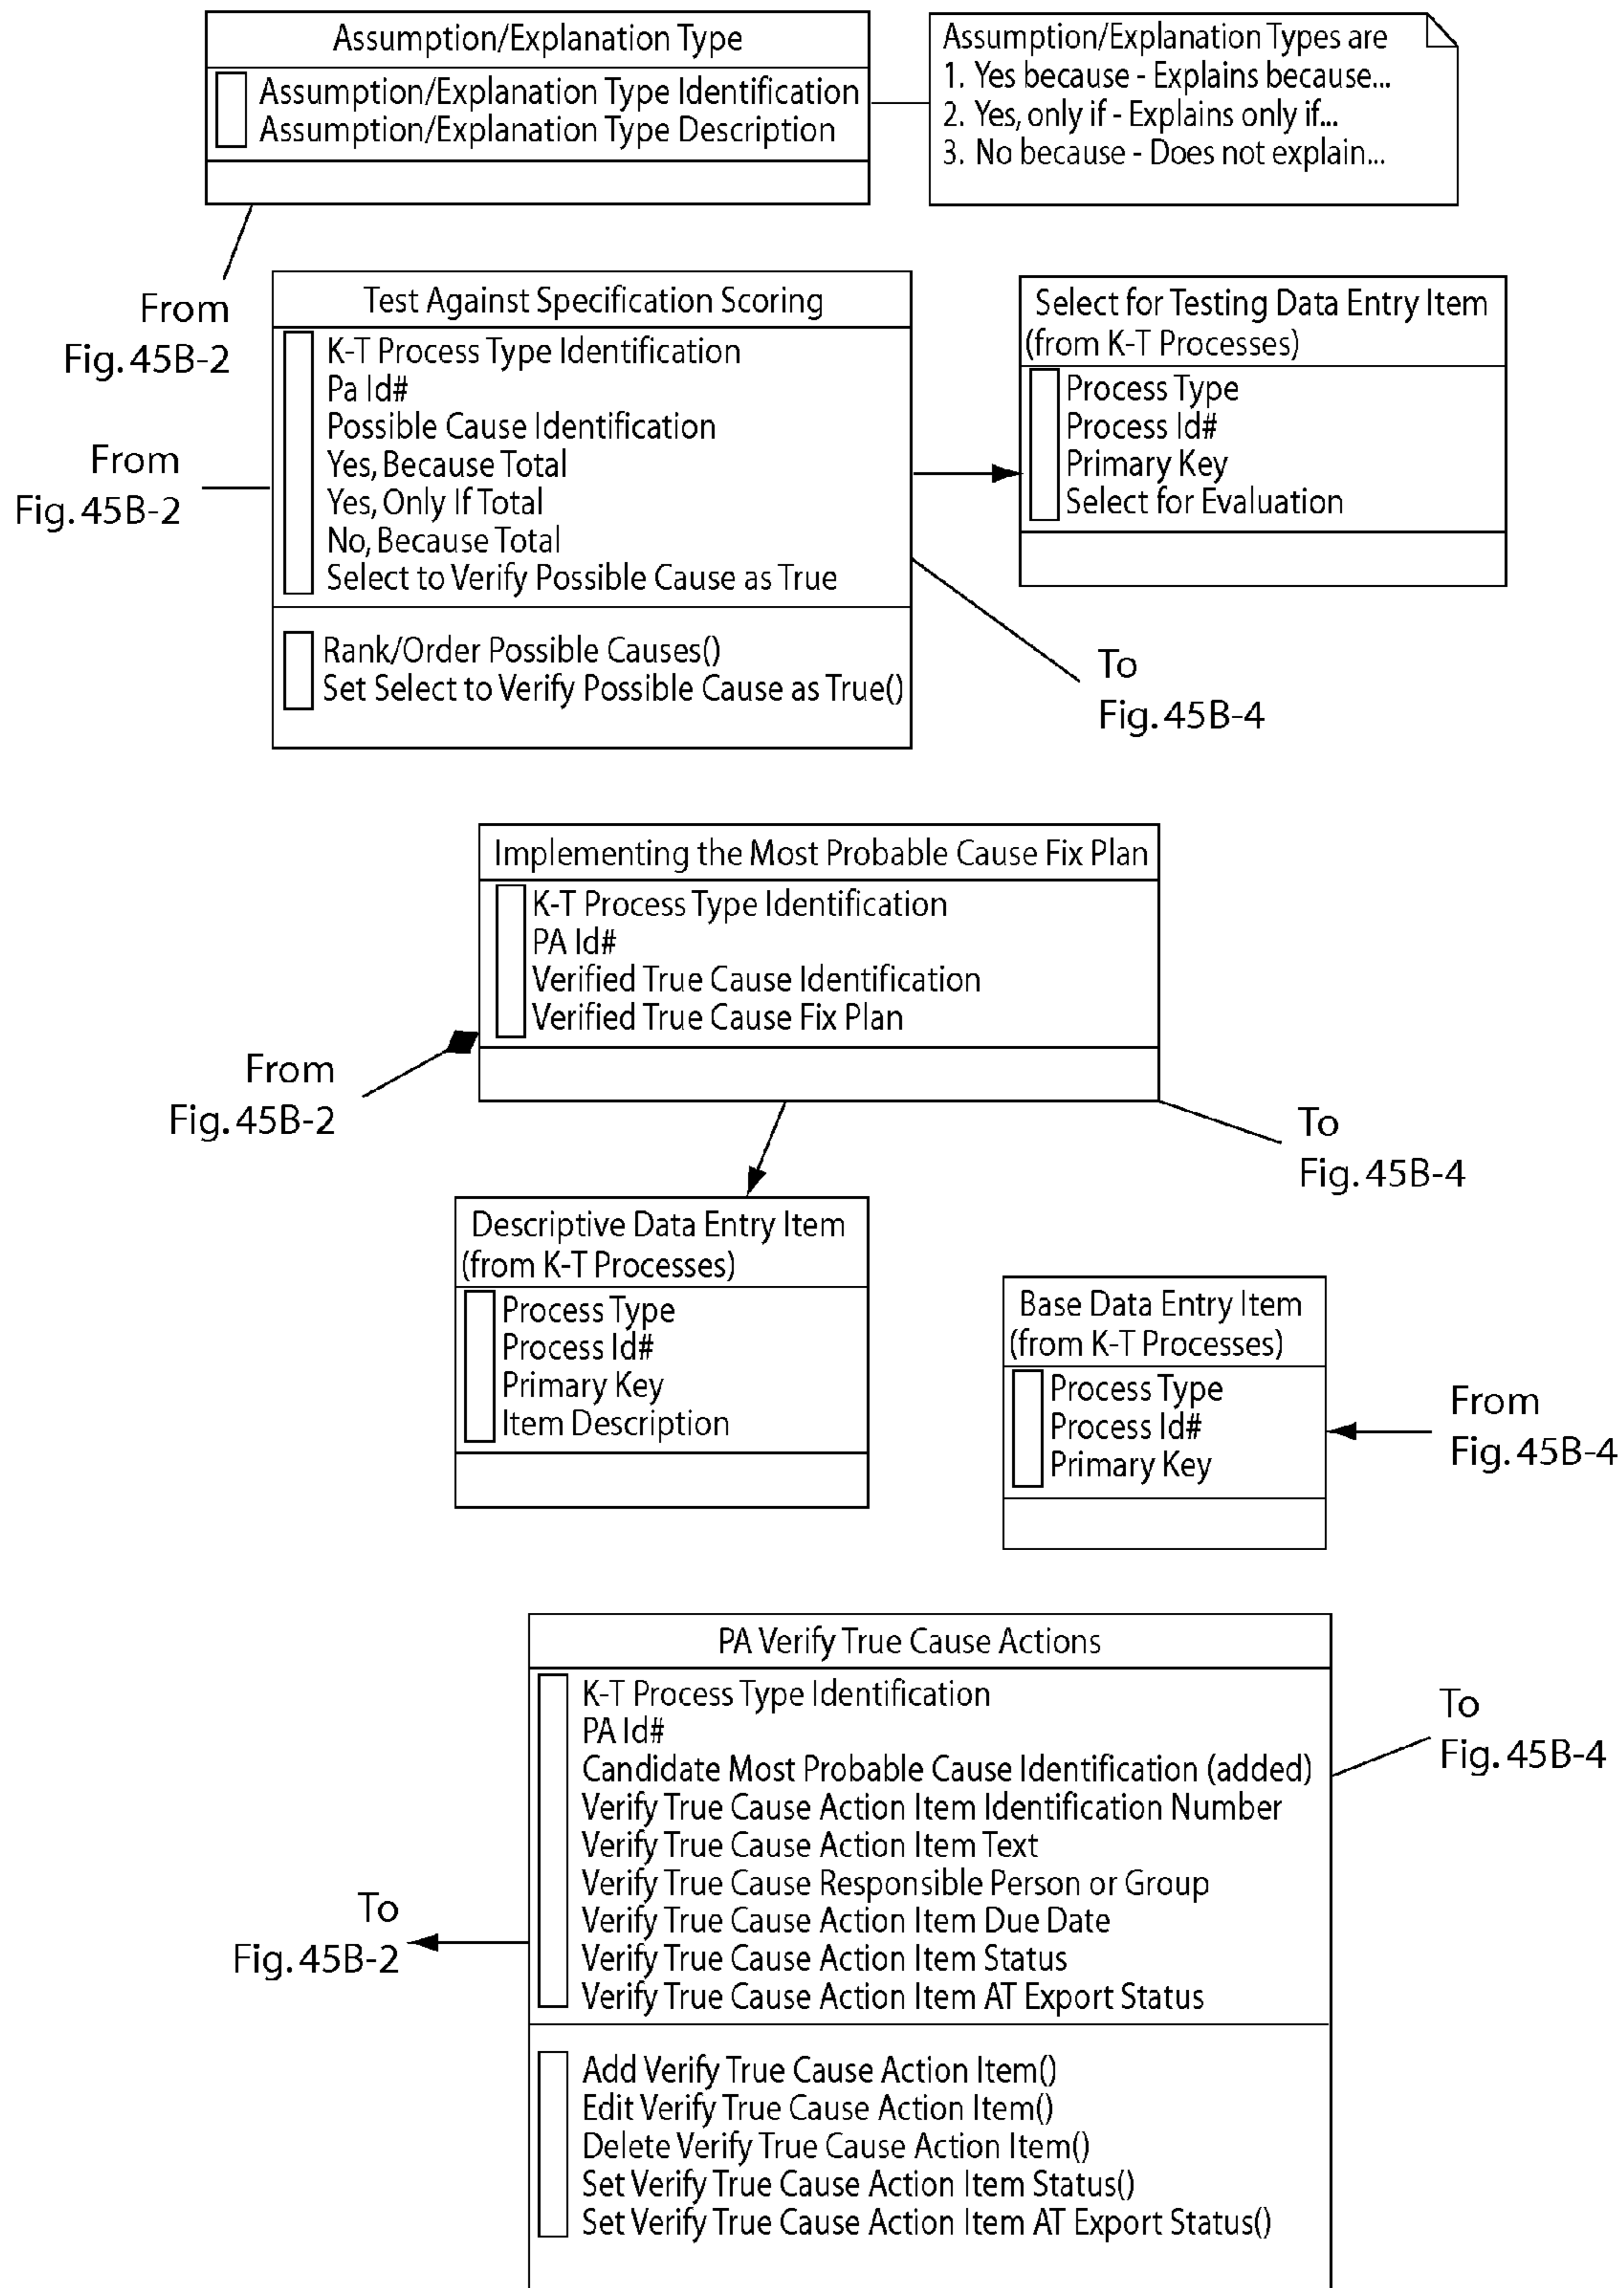 Assumption/Explanation Type
Assumption/Explanation Type Identification
Assumption/Explanation Type Description
Assumption/Explanation Types are
1. Yes because - Explains because...
2. Yes, only if - Explains only if...
3. No because - Does not explain...
From
Fig. 45B-2
Test Against Specification Scoring
K-T Process Type Identification
Pa Id#
Possible Cause Identification
Yes, Because Total
Yes, Only If Total
No, Because Total
Select to Verify Possible Cause as True
Rank/Order Possible Causes()
Set Select to Verify Possible Cause as True()
From
Fig. 45B-2
Select for Testing Data Entry Item
(from K-T Processes)
Process Type
Process Id#
Primary Key
Select for Evaluation
To
Fig. 45B-4
Implementing the Most Probable Cause Fix Plan
K-T Process Type Identification
PA Id#
Verified True Cause Identification
Verified True Cause Fix Plan
From
Fig. 45B-2
To
Fig. 45B-4
Descriptive Data Entry Item
(from K-T Processes)
Process Type
Process Id#
Primary Key
Item Description
Base Data Entry Item
(from K-T Processes)
Process Type
Process Id#
Primary Key
From
Fig. 45B-4
PA Verify True Cause Actions
K-T Process Type Identification
PA Id#
Candidate Most Probable Cause Identification (added)
Verify True Cause Action Item Identification Number
Verify True Cause Action Item Text
Verify True Cause Responsible Person or Group
Verify True Cause Action Item Due Date
Verify True Cause Action Item Status
Verify True Cause Action Item AT Export Status
Add Verify True Cause Action Item()
Edit Verify True Cause Action Item()
Delete Verify True Cause Action Item()
Set Verify True Cause Action Item Status()
Set Verify True Cause Action Item AT Export Status()
To
Fig. 45B-4
To
Fig. 45B-2